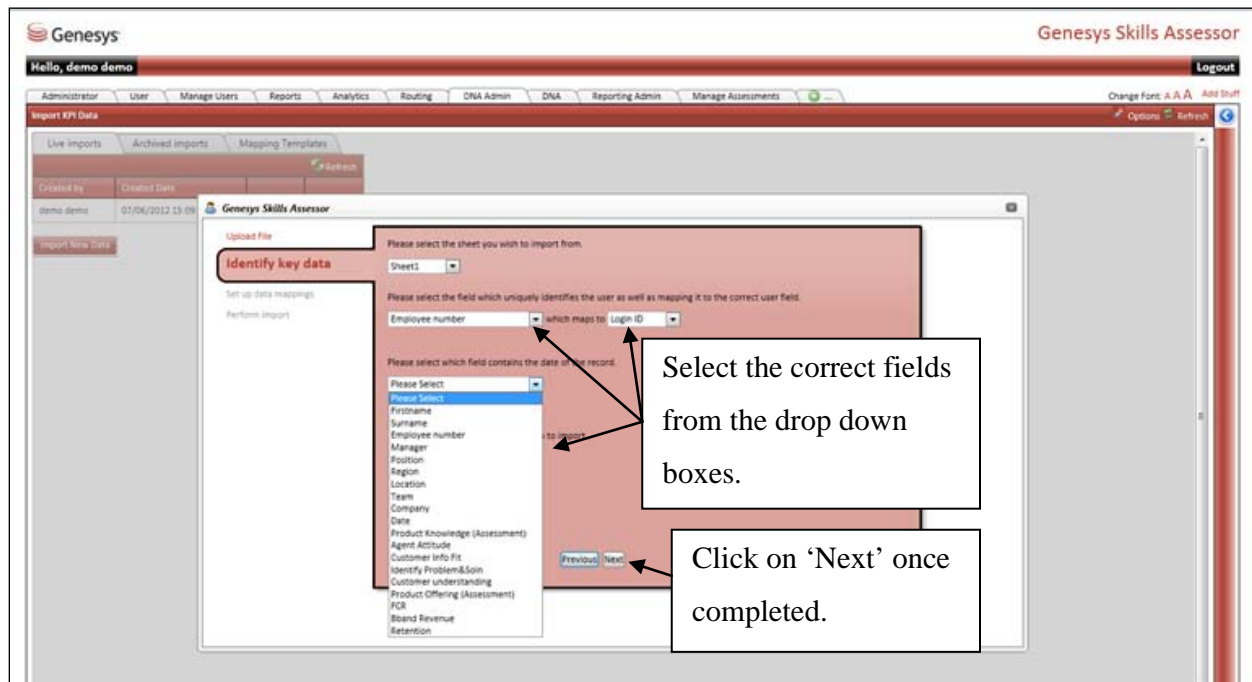 Genesys
Genesys Skills Assessor
Hello, demo demo
Logout
Administrator User Manage Users Reports Analytics Routing DNA Admin DNA Reporting Admin Manage Assessments ...
Change Font: A A A Add Stuff
Import KPI Data
Options Refresh
Live imports Archived imports Mapping Templates
Refresh
Created by Created Date
demo demo 07/06/2012 15:09
Import New Data
Genesys Skills Assessor
Upload File
Identify key data
Set up data mappings
Perform import
Please select the sheet you wish to import from.
Sheet1
Please select the field which uniquely identifies the user as well as mapping it to the correct user field.
Employee number which maps to Login ID
Please select which field contains the date of the record.
Please Select
Please Select
Firstname
Surname
Employee number
to import
Manager
Position
Region
Location
Team
Company
Date
Product Knowledge (Assessment)
Agent Attitude
Customer Info Fit
Identify Problem&Soln
Customer understanding
Product Offering (Assessment)
FCR
Bband Revenue
Retention
Previous Next
Select the correct fields
from the drop down
boxes.
Click on ‘Next’ once
completed.